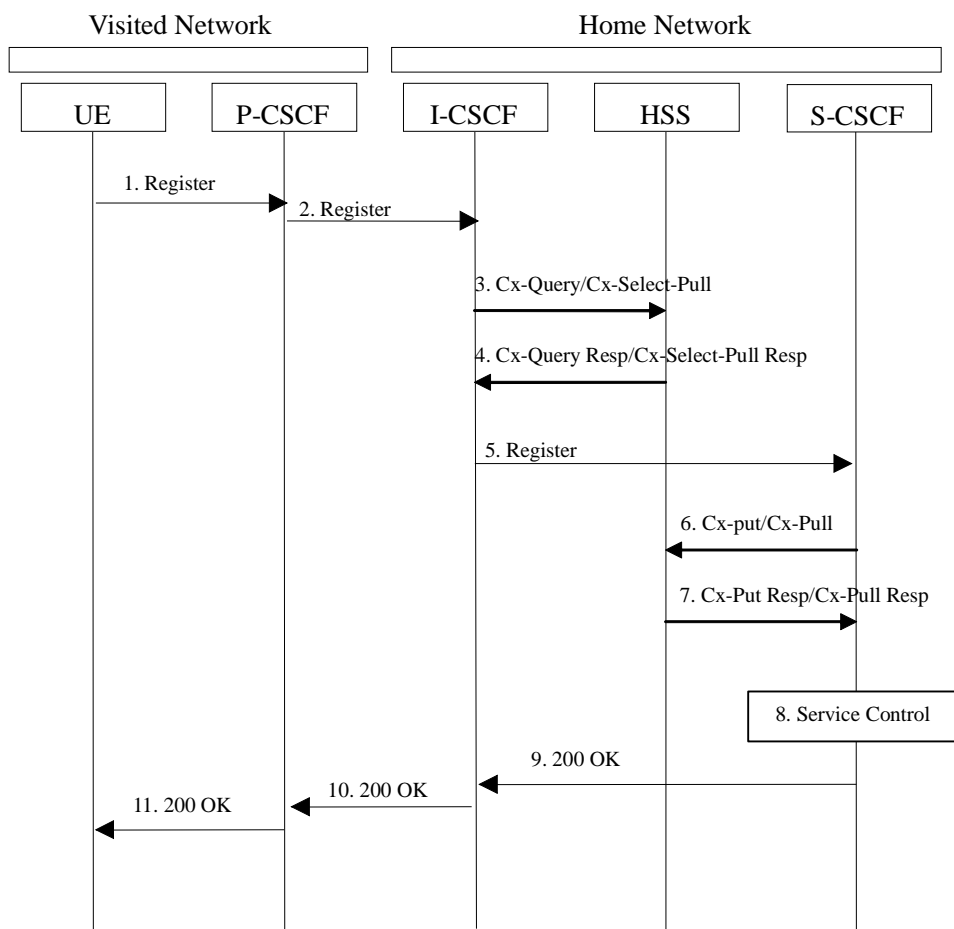 Visited Network
Home Network
UE
P-CSCF
I-CSCF
HSS
S-CSCF
1. Register
2. Register
3. Cx-Query/Cx-Select-Pull
4. Cx-Query Resp/Cx-Select-Pull Resp
5. Register
6. Cx-put/Cx-Pull
7. Cx-Put Resp/Cx-Pull Resp
8. Service Control
9. 200 OK
10. 200 OK
11. 200 OK